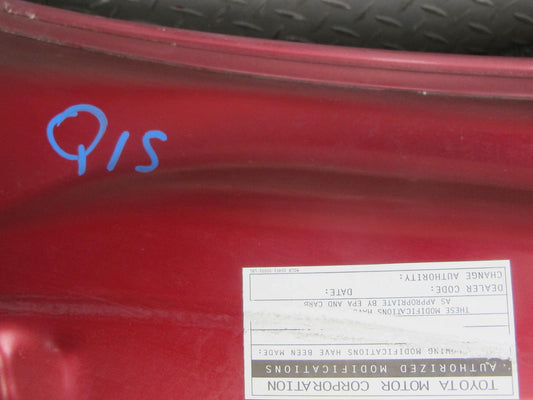 Q15
TOYOTA MOTOR CORPORATION
AUTHORIZED MODIFICATIONS
WING MODIFICATIONS HAVE BEEN MADE:
THESE MODIFICATIONS HAVE
AS APPROPRIATE BY EPA AND CARB
DEALER CODE: DATE:
CHANGE AUTHORITY: